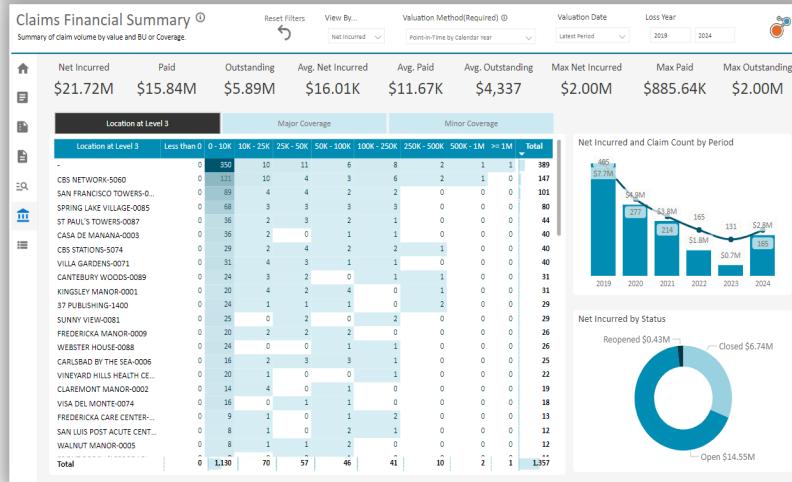 Claims Financial Summary
Summary of claim volume by value and BU or Coverage.
Reset Filters
View By...
Net Incurred
Valuation Method(Required)
Point-in-Time by Calendar Year
Valuation Date
Latest Period
Loss Year
2019 2024
Net Incurred Paid Outstanding Avg. Net Incurred Avg. Paid Avg. Outstanding Max Net Incurred Max Paid Max Outstanding
$21.72M $15.84M $5.89M $16.01K $11.67K $4,337 $2.00M $885.64K $2.00M
Location at Level 3 Major Coverage Minor Coverage
Location at Level 3 Less than 0 0 - 10K 10K - 25K 25K - 50K 50K - 100K 100K - 250K 250K - 500K 500K - 1M >= 1M Total
- 0 350 10 11 6 8 2 1 1 389
CBS NETWORK-5060 0 121 10 4 3 6 2 1 0 147
SAN FRANCISCO TOWERS-0... 0 89 4 4 2 2 0 0 0 101
SPRING LAKE VILLAGE-0085 0 68 3 3 3 3 0 0 0 80
ST PAUL'S TOWERS-0087 0 36 2 3 2 1 0 0 0 44
CASA DE MANANA-0003 0 36 2 0 1 1 0 0 0 40
CBS STATIONS-5074 0 29 2 4 2 2 1 0 0 40
VILLA GARDENS-0071 0 31 4 3 1 1 0 0 0 40
CANTEBURY WOODS-0089 0 24 3 2 0 1 1 0 0 31
KINGSLEY MANOR-0001 0 20 4 2 4 0 1 0 0 31
37 PUBLISHING-1400 0 24 1 1 1 0 2 0 0 29
SUNNY VIEW-0081 0 25 0 2 0 2 0 0 0 29
FREDERICKA MANOR-0009 0 20 2 2 2 0 0 0 0 26
WEBSTER HOUSE-0088 0 24 0 0 1 1 0 0 0 26
CARLSBAD BY THE SEA-0006 0 16 2 3 3 1 0 0 0 25
VINEYARD HILLS HEALTH CE... 0 20 1 0 0 1 0 0 0 22
CLAREMONT MANOR-0002 0 14 4 0 1 0 0 0 0 19
VISA DEL MONTE-0074 0 16 0 1 1 0 0 0 0 18
FREDERICKA CARE CENTER-... 0 9 1 0 1 2 0 0 0 13
SAN LUIS POST ACUTE CENT... 0 8 1 0 2 1 0 0 0 12
WALNUT MANOR-0005 0 8 1 1 2 0 0 0 0 12
Total 0 1,130 70 57 46 41 10 2 1 1,357
Net Incurred and Claim Count by Period
465
$7.7M
$4.9M
277
$3.8M
214
165
$1.8M
131
$0.7M
$2.8M
165
2019 2020 2021 2022 2023 2024
Net Incurred by Status
Reopened $0.43M
Closed $6.74M
Open $14.55M